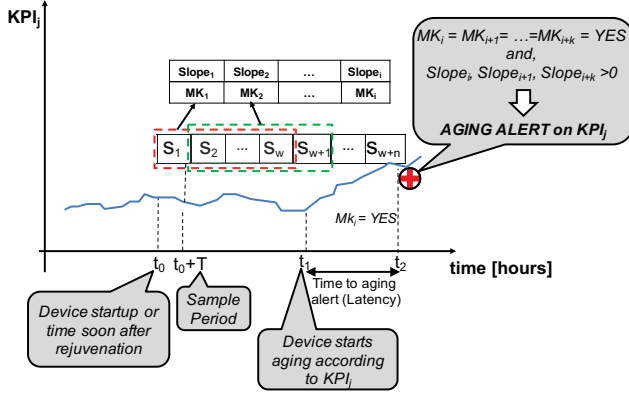 KPIj
MKi = MKi+1 = …=MKi+k = YES
and,
Slopei, Slopei+1, Slopei+k >0
AGING ALERT on KPIj
Slope1 Slope2 … Slopei
MK1 MK2 … MKi
S1 S2 ... Sw Sw+1 ... Sw+n
Mki = YES
t0 t0+T t1 t2 time [hours]
Time to aging
alert (Latency)
Device startup or
time soon after
rejuvenation
Sample
Period
Device starts
aging according
to KPIj